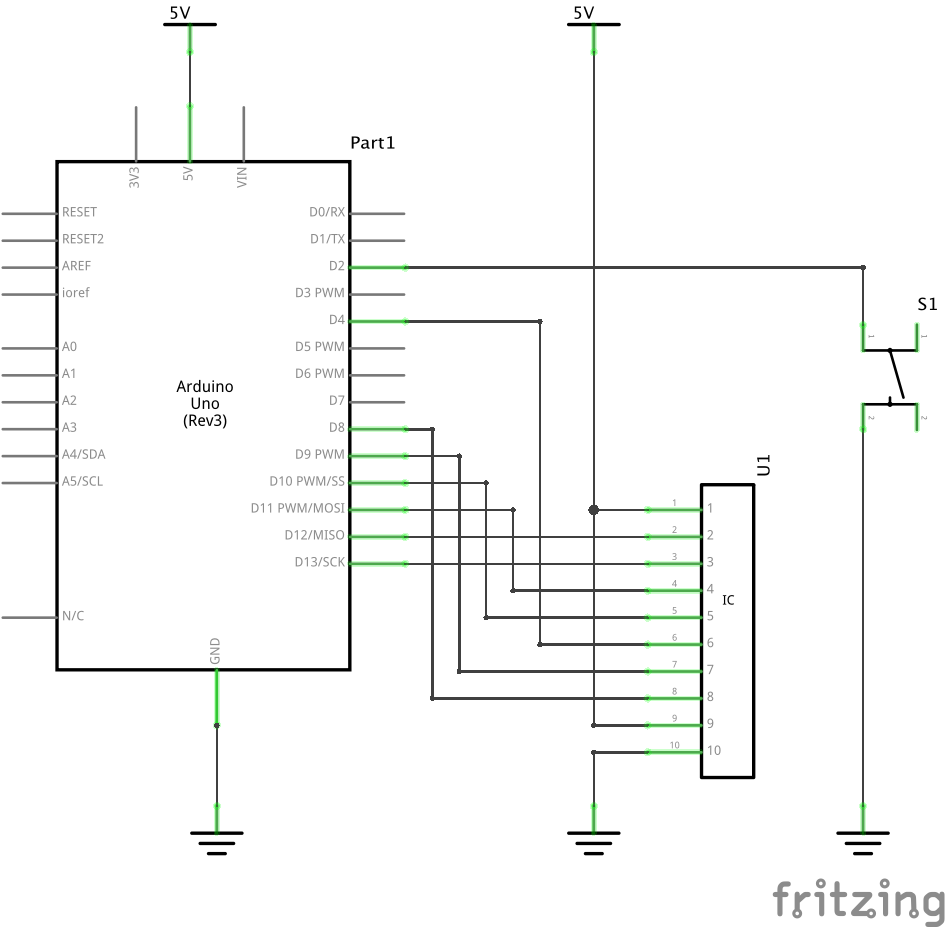 5V
5V
Part1
3V3
5V
VIN
RESET
D0/RX
RESET2
D1/TX
AREF
D2
ioref
D3 PWM
S1
D4
1
1
A0
D5 PWM
A1
D6 PWM
Arduino
Uno
(Rev3)
A2
D7
2
2
A3
D8
A4/SDA
D9 PWM
A5/SCL
D10 PWM/SS
D11 PWM/MOSI
D12/MISO
D13/SCK
N/C
GND
U1
1 1
2 2
3 3
4 4
IC
5 5
6 6
7 7
8 8
9 9
10 10
fritzing